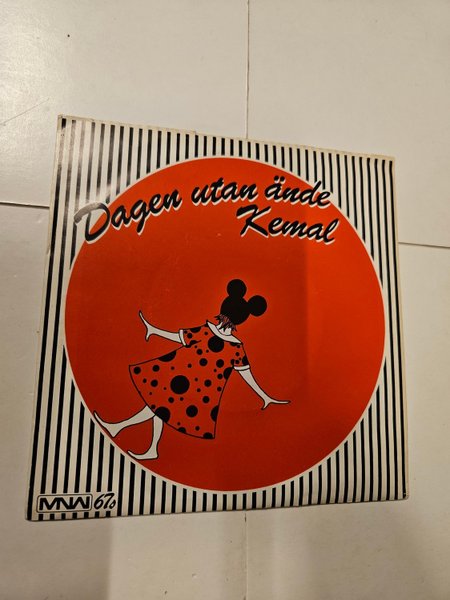 Dagen utan ände
Kemal
MNW 67s